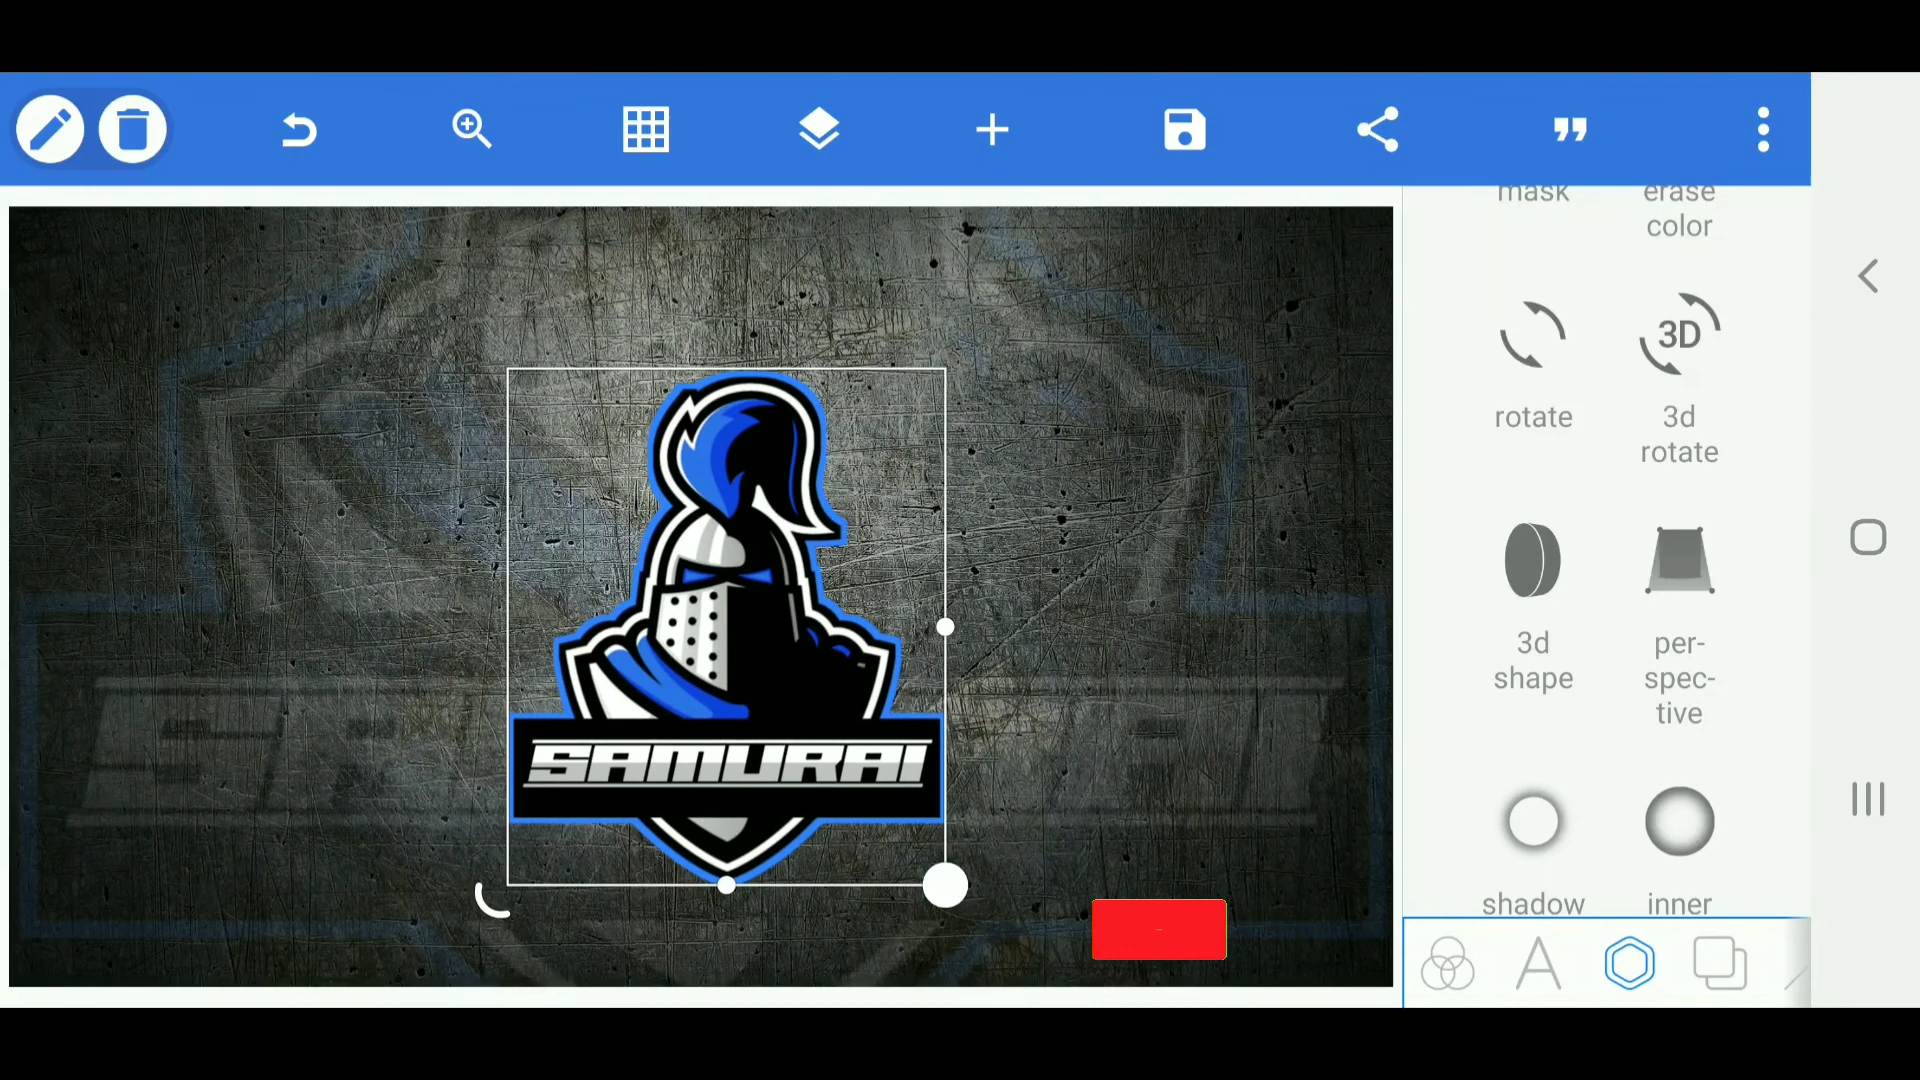 mask
erase
color
rotate
3D
3d
rotate
3d
shape
per-
spec-
tive
shadow
inner
SAMURAI